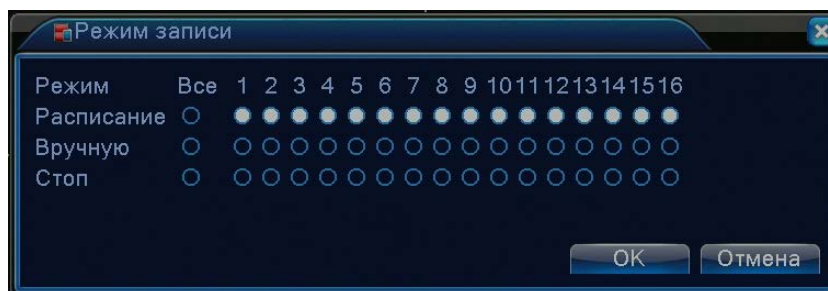 Режим записи
Режим Все 1 2 3 4 5 6 7 8 9 10 11 12 13 14 15 16
Расписание
Вручную
Стоп
OK Отмена